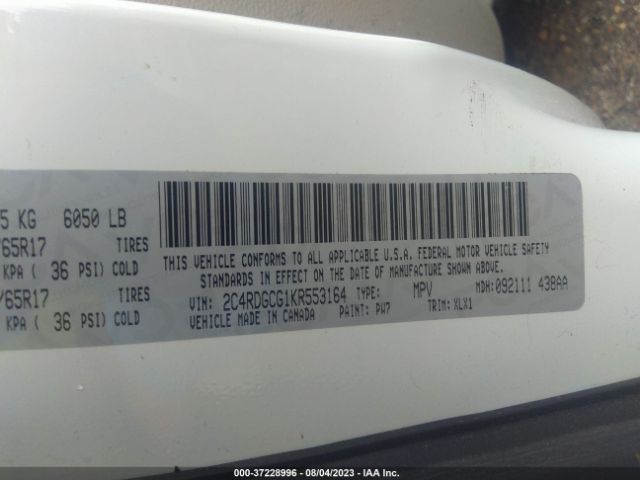 5 KG 6050 LB
/65R17 TIRES
KPA ( 36 PSI) COLD
/65R17 TIRES
KPA ( 36 PSI) COLD
THIS VEHICLE CONFORMS TO ALL APPLICABLE U.S.A. FEDERAL MOTOR VEHICLE SAFETY
STANDARDS IN EFFECT ON THE DATE OF MANUFACTURE SHOWN ABOVE.
VIN: 2C4RDGCG1KR553164 TYPE: MPV MDH:092111 439AA
VEHICLE MADE IN CANADA PAINT: PW7 TRIM: XLX1
000-37228996 - 08/04/2023 - IAA Inc.